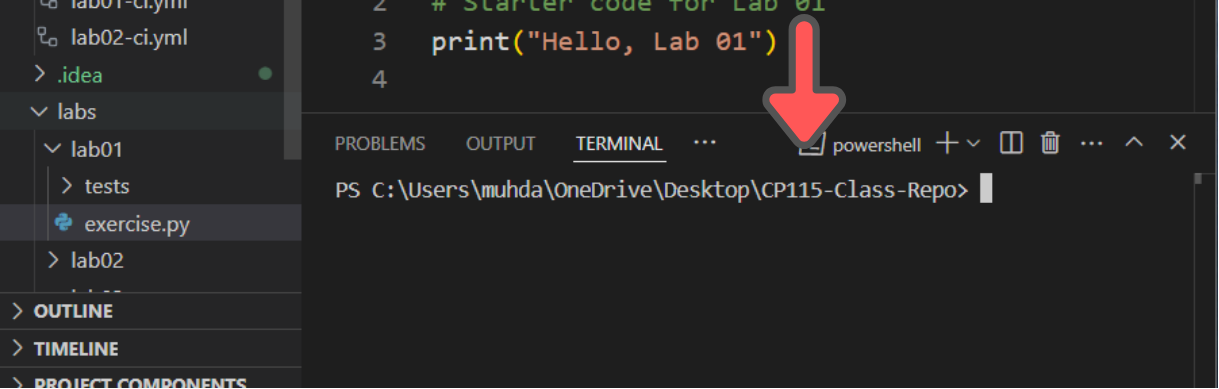 lab01-ci.yml
lab02-ci.yml
.idea
labs
lab01
tests
exercise.py
lab02
OUTLINE
TIMELINE
PROJECT COMPONENTS
2 # Starter code for Lab 01
3 print("Hello, Lab 01")
4
PROBLEMS OUTPUT TERMINAL ··· powershell
PS C:\Users\muhda\OneDrive\Desktop\CP115-Class-Repo>